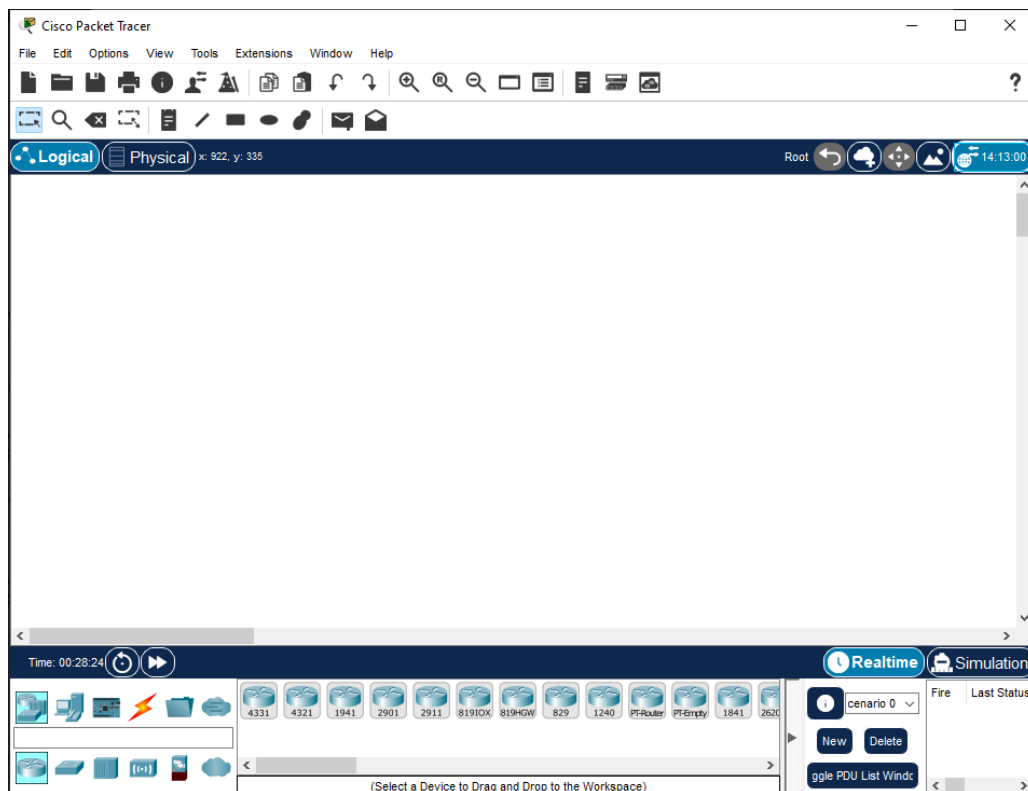 Cisco Packet Tracer
File Edit Options View Tools Extensions Window Help
?
Logical Physical x: 922, y: 335 Root 14:13:00
Time: 00:28:24 Realtime Simulation
4331 4321 1941 2901 2911 819IOX 819HGW 829 1240 PT-Router PT-Empty 1841 2620
cenario 0 Fire Last Status
New Delete
ggle PDU List Windo
(Select a Device to Drag and Drop to the Workspace)